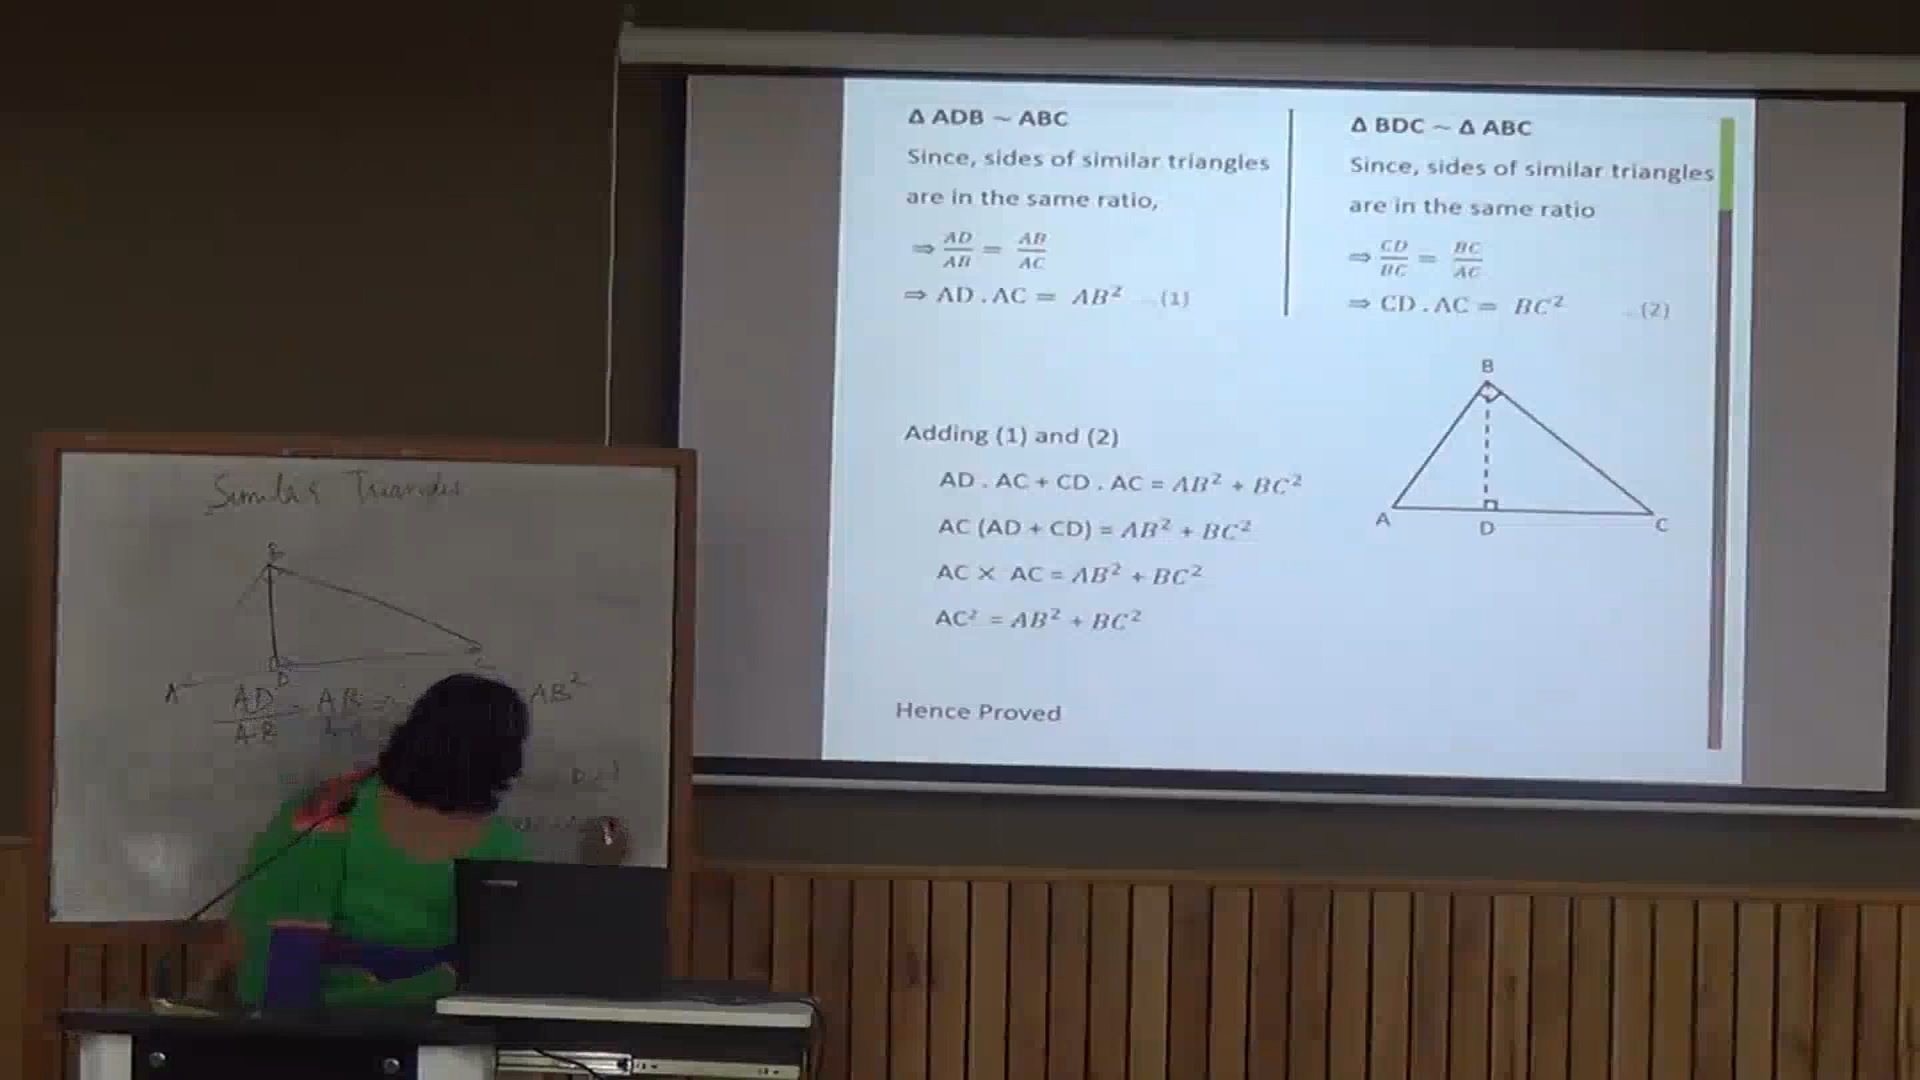 Δ ADB ~ ABC
Since, sides of similar triangles
are in the same ratio,
⇒ AD/AB = AB/AC
⇒ AD . AC = AB² (1)
Δ BDC ~ Δ ABC
Since, sides of similar triangles
are in the same ratio
⇒ CD/BC = BC/AC
⇒ CD . AC = BC² (2)
B
A
D
C
Adding (1) and (2)
AD . AC + CD . AC = AB² + BC²
AC (AD + CD) = AB² + BC²
AC × AC = AB² + BC²
AC² = AB² + BC²
Hence Proved
Similar Triangles
B
A
D
C
AD/AB = AB AB²